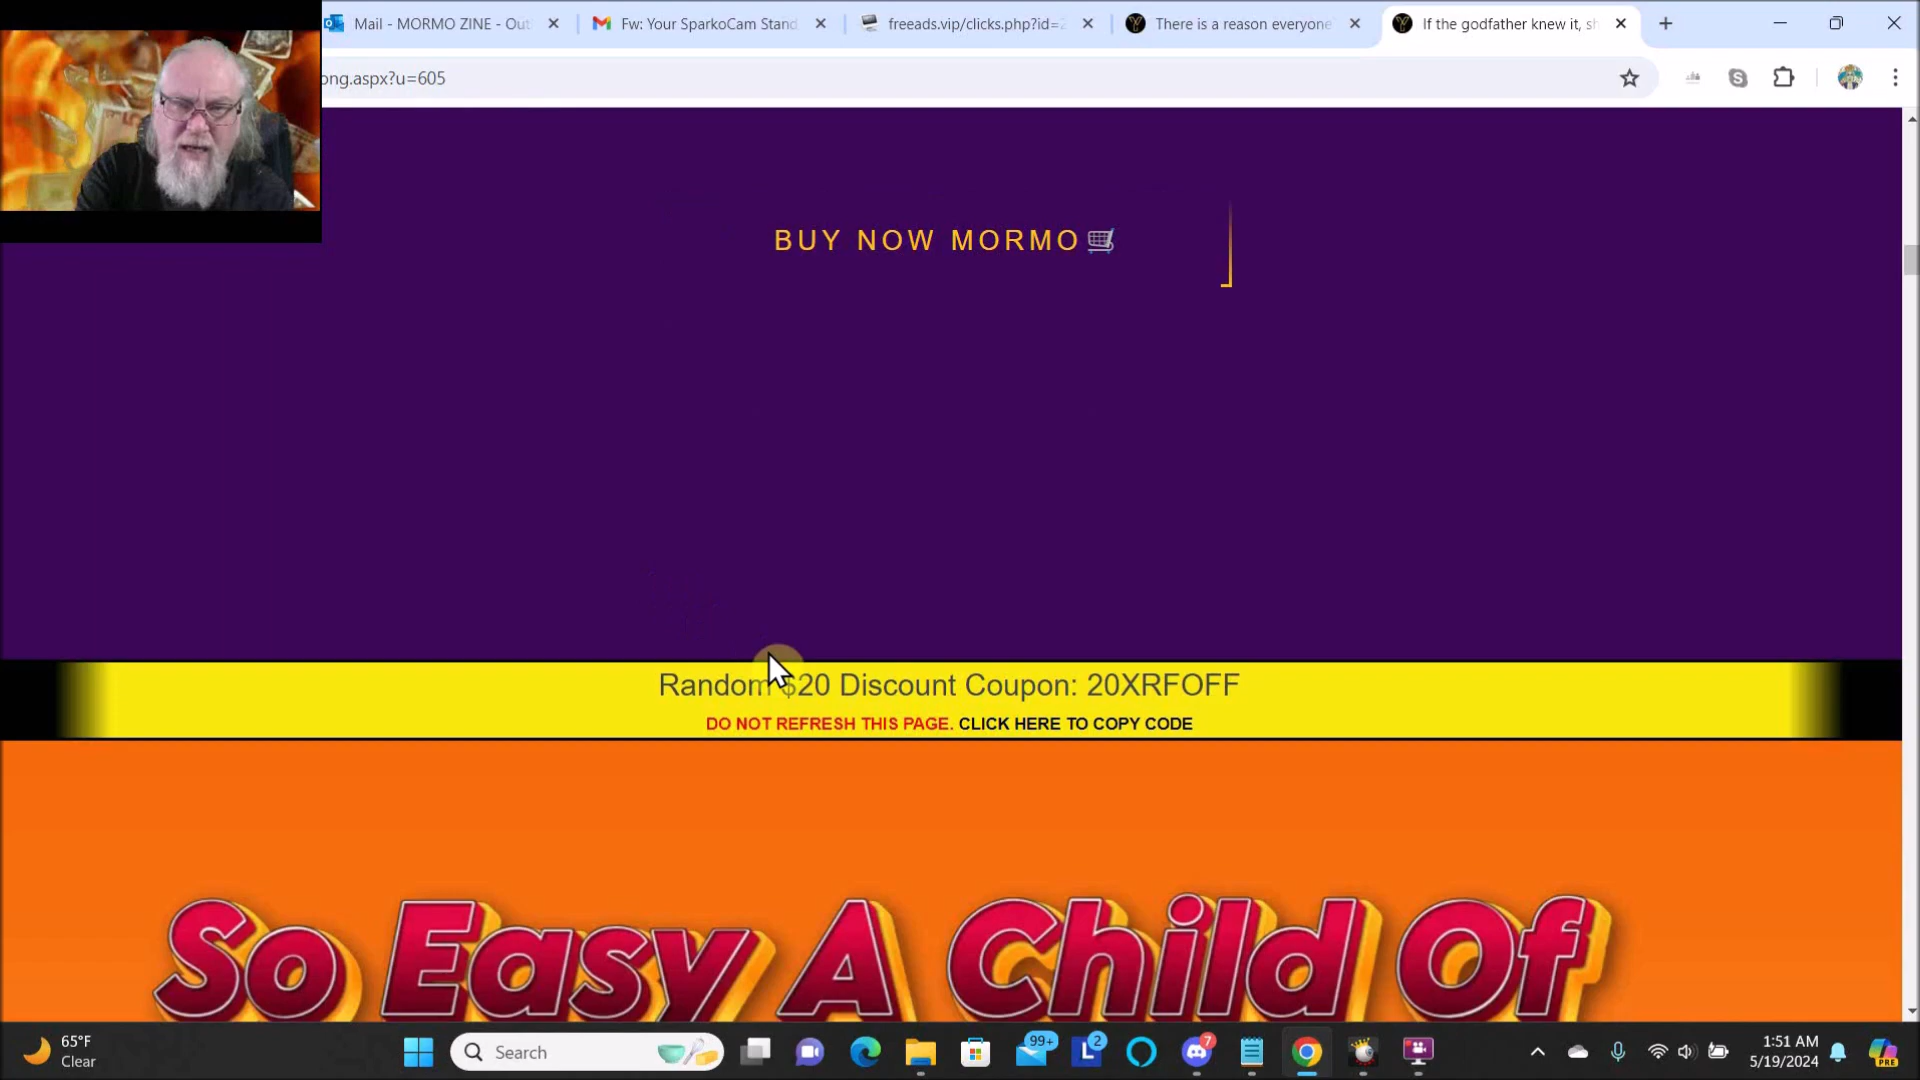 Mail - MORMO ZINE - Out
Fw: Your SparkoCam Stand
freeads.vip/clicks.php?id=2
There is a reason everyone
If the godfather knew it, sh
ong.aspx?u=605
BUY NOW MORMO
Random $20 Discount Coupon: 20XRFOFF
DO NOT REFRESH THIS PAGE. CLICK HERE TO COPY CODE
So Easy A Child Of
65°F
Clear
Search
99+
2
7
1:51 AM
5/19/2024
PRE